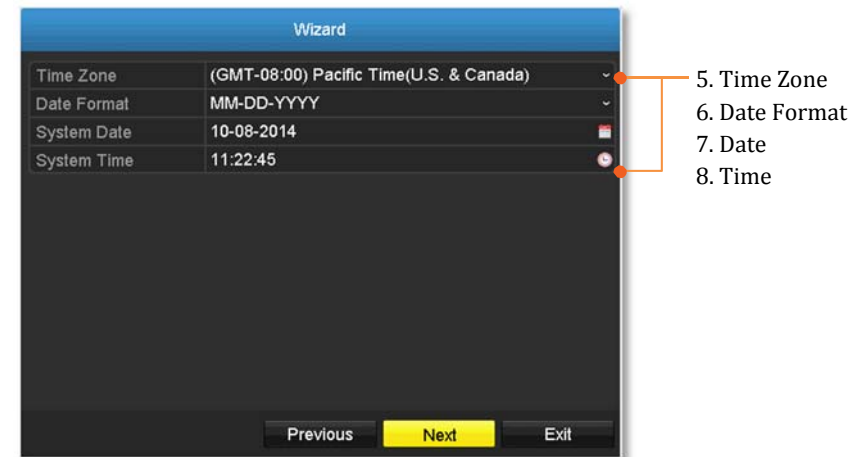 Wizard
Time Zone (GMT-08:00) Pacific Time(U.S. & Canada)
Date Format MM-DD-YYYY
System Date 10-08-2014
System Time 11:22:45
Previous Next Exit
5. Time Zone
6. Date Format
7. Date
8. Time